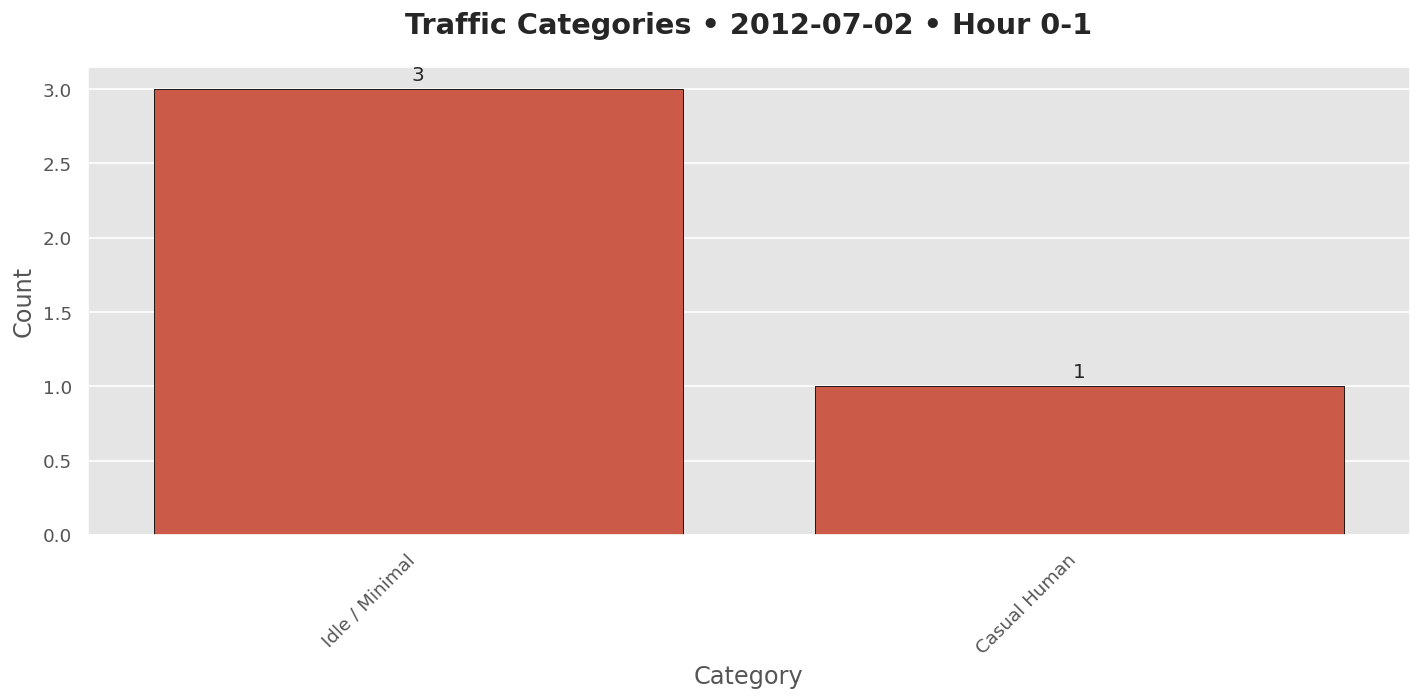 Traffic Categories • 2012-07-02 • Hour 0-1
3
3.0
2.5
2.0
1.5
1
1.0
0.5
0.0
Count
Idle / Minimal
Casual Human
Category